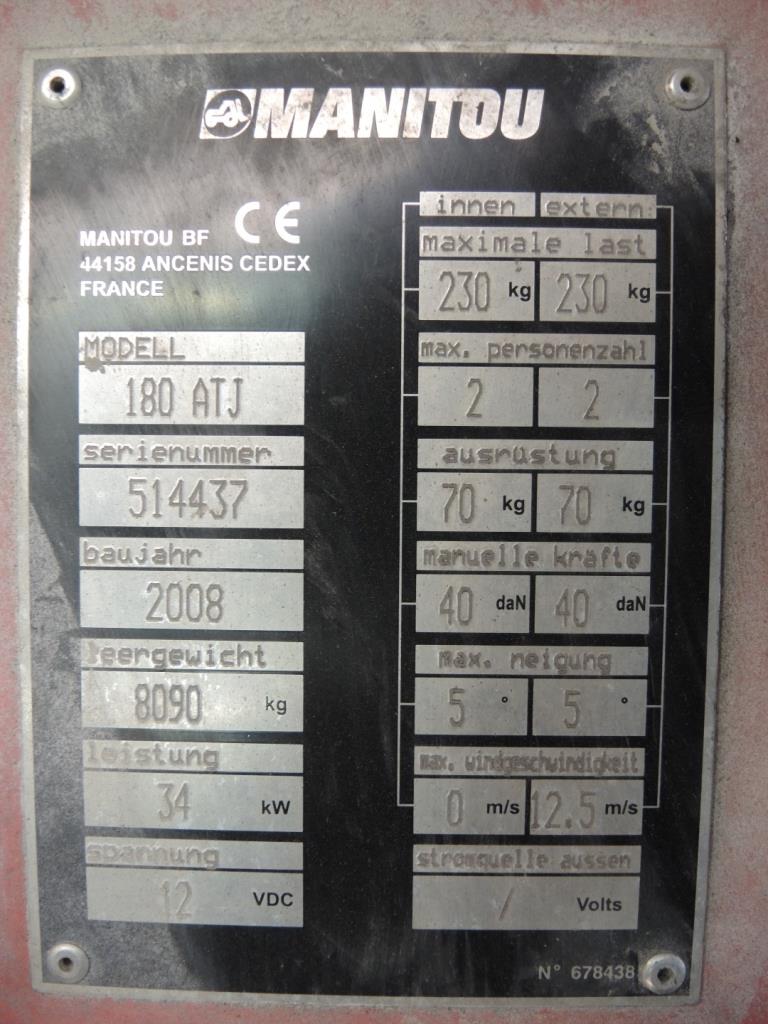 MANITOU
CE
MANITOU BF
44158 ANCENIS CEDEX
FRANCE
MODELL
180 ATJ
serienummer
514437
baujahr
2008
leergewicht
8090 kg
leistung
34 kW
spannung
12 VDC
innen extern
maximale last
230 kg 230 kg
max. personenzahl
2 2
ausrüstung
70 kg 70 kg
manuelle kräfte
40 daN 40 daN
max. neigung
5 ° 5 °
max. windgeschwindigkeit
0 m/s 12.5 m/s
stromquelle aussen
/ Volts
N° 678438